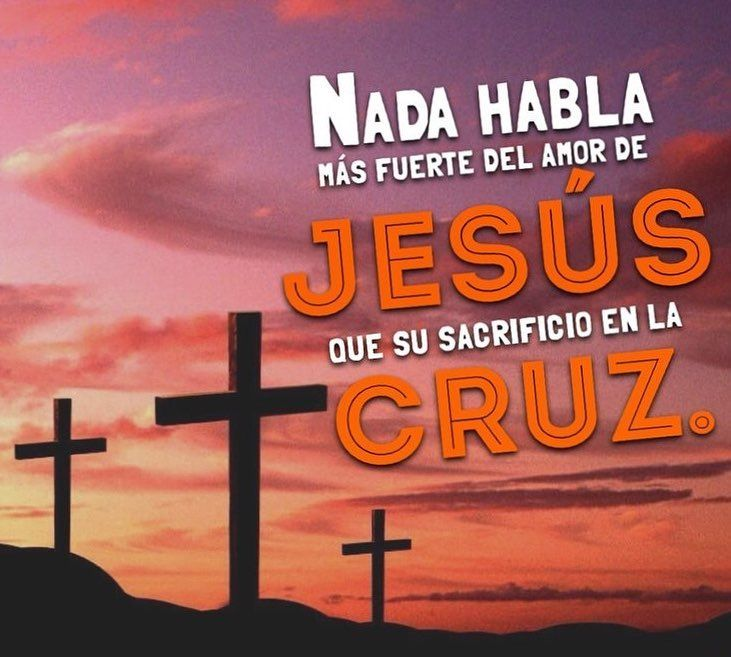 NADA HABLA
MÁS FUERTE DEL AMOR DE
JESÚS
QUE SU SACRIFICIO EN LA
CRUZ.